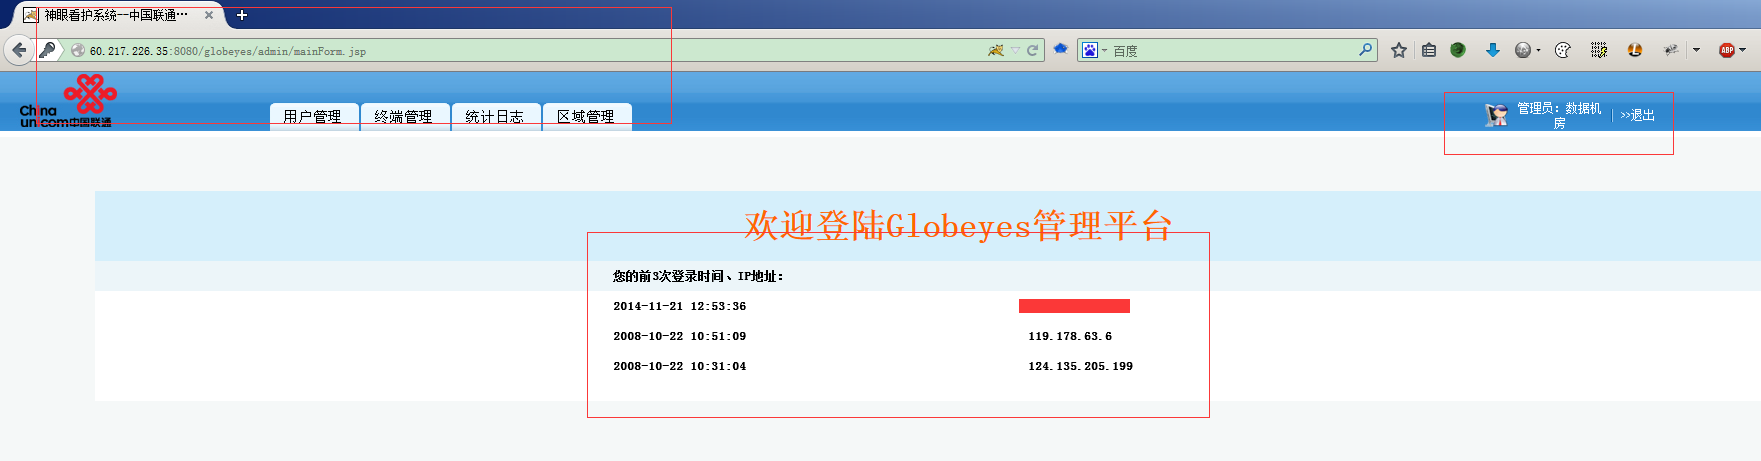 神眼看护系统--中国联通…
60.217.226.35:8080/globeyes/admin/mainForm.jsp
百度
ABP
China
unicom中国联通
用户管理
终端管理
统计日志
区域管理
管理员：数据机
房
>>退出
欢迎登陆Globeyes管理平台
您的前3次登录时间、IP地址：
2014-11-21 12:53:36
2008-10-22 10:51:09 119.178.63.6
2008-10-22 10:31:04 124.135.205.199